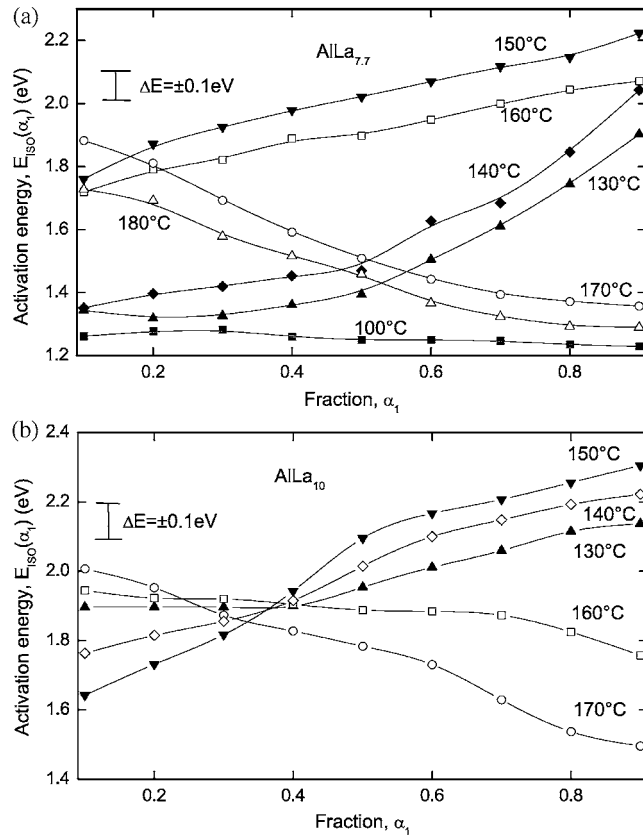 (a)
Activation energy, E_ISO(α₁) (eV)
2.2
2.0
1.8
1.6
1.4
1.2
AlLa₇.₇
ΔE=±0.1eV
150°C
160°C
140°C
130°C
180°C
170°C
100°C
0.2 0.4 0.6 0.8
Fraction, α₁
(b)
Activation energy, E_ISO(α₁) (eV)
2.4
2.2
2.0
1.8
1.6
1.4
AlLa₁₀
ΔE=±0.1eV
150°C
140°C
130°C
160°C
170°C
0.2 0.4 0.6 0.8
Fraction, α₁